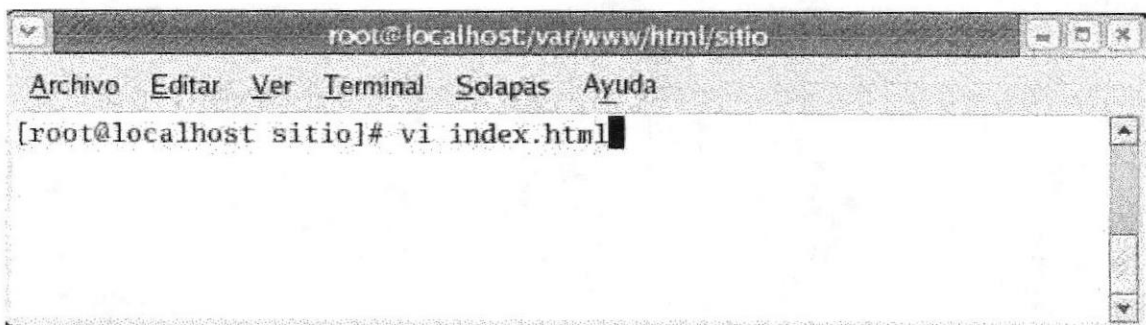 root@localhost:/var/www/html/sitio
Archivo Editar Ver Terminal Solapas Ayuda
[root@localhost sitio]# vi index.html